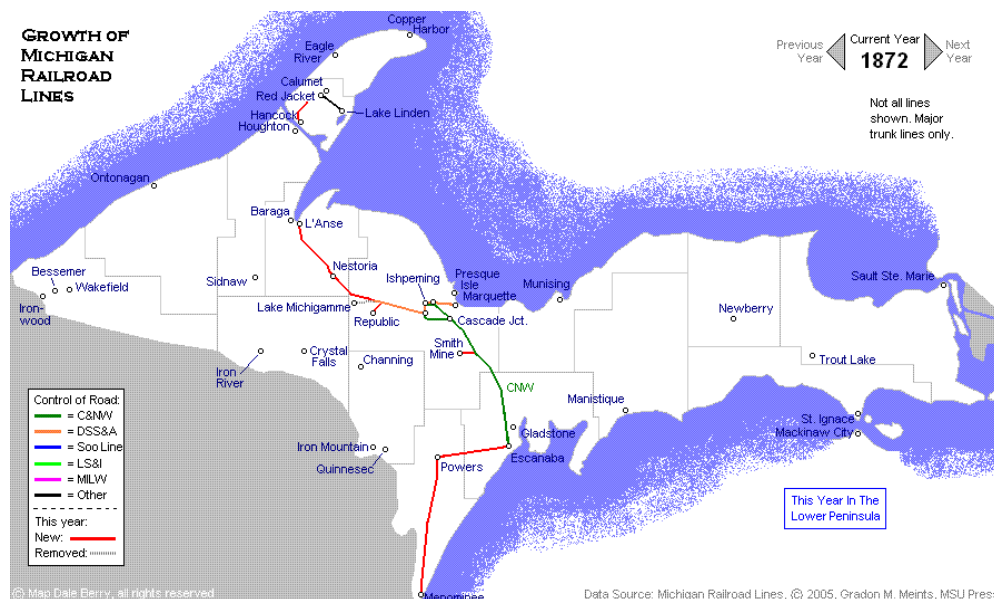 GROWTH OF
MICHIGAN
RAILROAD
LINES
Previous
Year
Current Year
1872
Next
Year
Not all lines
shown. Major
trunk lines only.
Copper
Harbor
Eagle
River
Calumet
Red Jacket
Lake Linden
Hancock
Houghton
Ontonagan
Baraga
L'Anse
Sidnaw
Nestoria
Ishpeming
Presque
Isle
Marquette
Munising
Sault Ste. Marie
Bessemer
Wakefield
Iron-
wood
Lake Michigamme
Republic
Cascade Jct.
Newberry
Smith
Mine
Iron
River
Crystal
Falls
Channing
CNW
Trout Lake
Manistique
St. Ignace
Mackinaw City
Gladstone
Escanaba
Iron Mountain
Quinnesec
Powers
Menominee
Control of Road:
= C&NW
= DSS&A
= Soo Line
= LS&I
= MILW
= Other
This year:
New:
Removed:
This Year In The
Lower Peninsula
© Map Dale Berry, all rights reserved
Data Source: Michigan Railroad Lines, © 2005, Graydon M. Meints, MSU Press